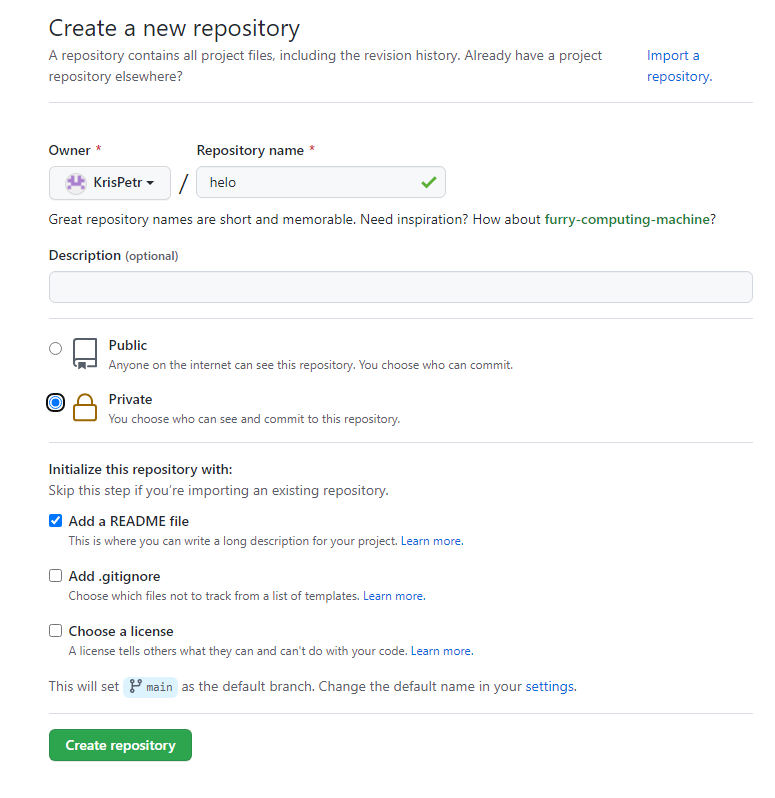 Create a new repository
A repository contains all project files, including the revision history. Already have a project
repository elsewhere?
Import a
repository.
Owner *
Repository name *
KrisPetr
/
helo
Great repository names are short and memorable. Need inspiration? How about furry-computing-machine?
Description (optional)
Public
Anyone on the internet can see this repository. You choose who can commit.
Private
You choose who can see and commit to this repository.
Initialize this repository with:
Skip this step if you're importing an existing repository.
Add a README file
This is where you can write a long description for your project. Learn more.
Add .gitignore
Choose which files not to track from a list of templates. Learn more.
Choose a license
A license tells others what they can and can't do with your code. Learn more.
This will set main as the default branch. Change the default name in your settings.
Create repository